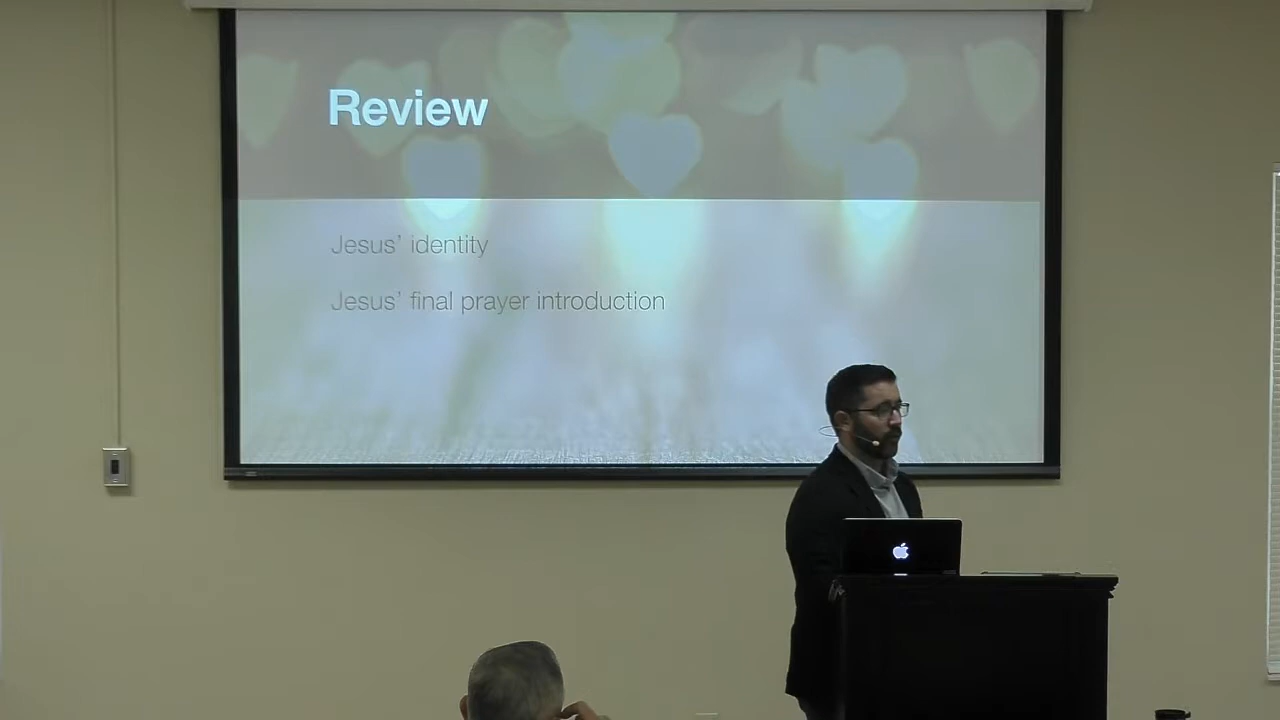 Review
Jesus’ identity
Jesus’ final prayer introduction